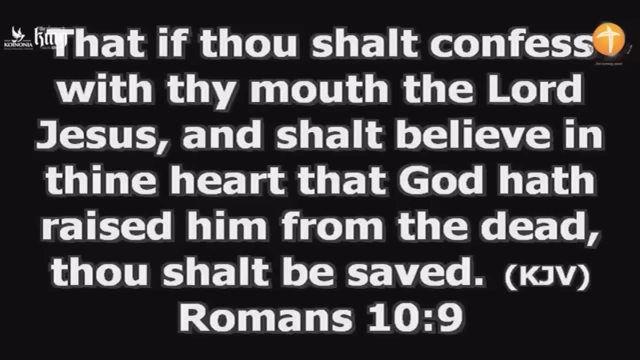 KOINONIA
That if thou shalt confess
with thy mouth the Lord
Jesus, and shalt believe in
thine heart that God hath
raised him from the dead,
thou shalt be saved. (KJV)
Romans 10:9